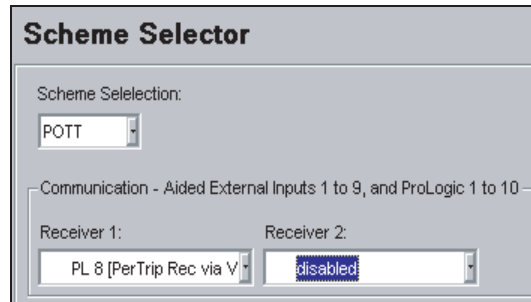 Scheme Selector
Scheme Selelection:
POTT
Communication - Aided External Inputs 1 to 9, and ProLogic 1 to 10
Receiver 1: Receiver 2:
PL 8 [PerTrip Rec via V disabled